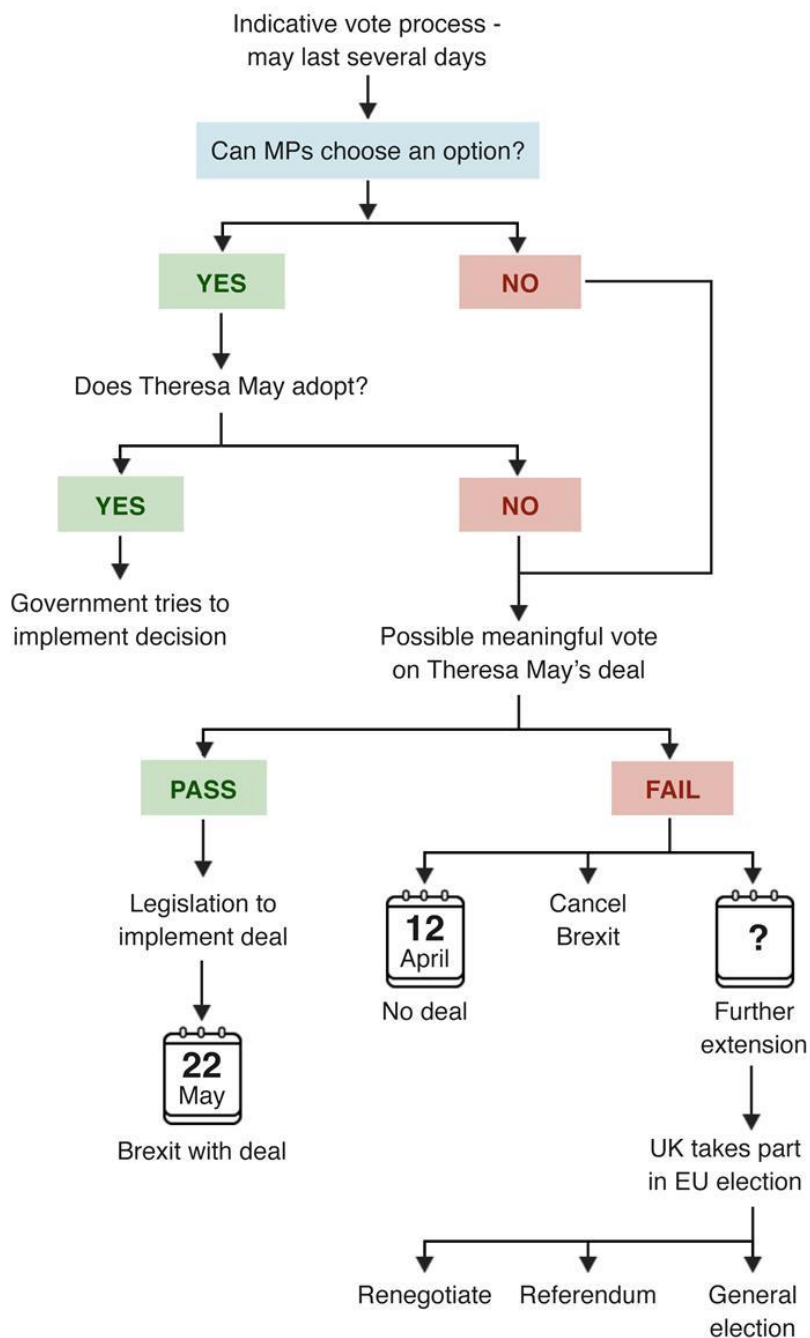 Indicative vote process -
may last several days
Can MPs choose an option?
YES
NO
Does Theresa May adopt?
YES
NO
Government tries to
implement decision
Possible meaningful vote
on Theresa May’s deal
PASS
FAIL
Legislation to
implement deal
12
April
No deal
Cancel
Brexit
?
Further
extension
22
May
Brexit with deal
UK takes part
in EU election
Renegotiate
Referendum
General
election